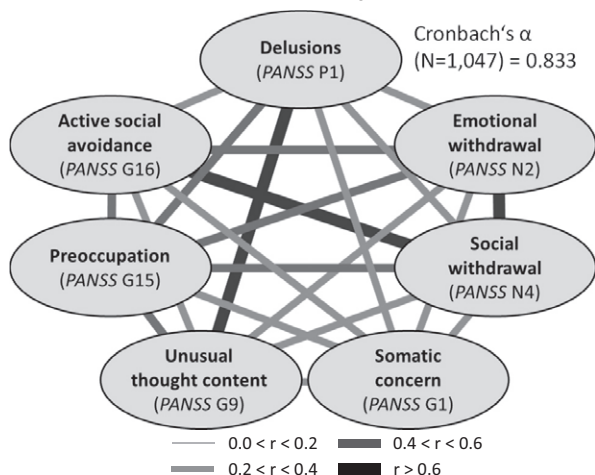 Delusions
(PANSS P1)
Cronbach‘s α
(N=1,047) = 0.833
Active social
avoidance
(PANSS G16)
Emotional
withdrawal
(PANSS N2)
Preoccupation
(PANSS G15)
Social
withdrawal
(PANSS N4)
Unusual
thought content
(PANSS G9)
Somatic
concern
(PANSS G1)
0.0 < r < 0.2
0.4 < r < 0.6
0.2 < r < 0.4
r > 0.6